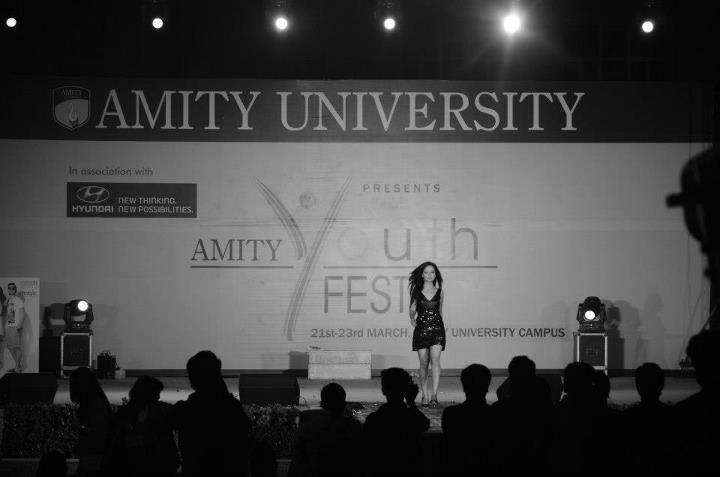 AMITY
AMITY UNIVERSITY
In association with
HYUNDAI
NEW THINKING.
NEW POSSIBILITIES.
PRESENTS
AMITY Youth
FEST
21st-23rd MARCH, UNIVERSITY CAMPUS